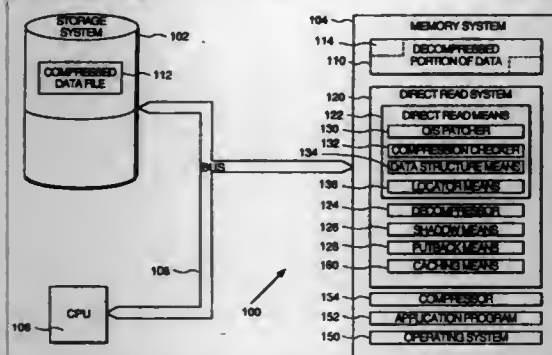 STORAGE
SYSTEM
102
COMPRESSED
DATA FILE
112
BUS
108
CPU
106
100
104
MEMORY SYSTEM
114
110
DECOMPRESSED
PORTION OF DATA
120
DIRECT READ SYSTEM
122
DIRECT READ MEANS
130
O/S PATCHER
132
COMPRESSION CHECKER
134
DATA STRUCTURE MEANS
136
LOCATOR MEANS
124
DECOMPRESSOR
126
SHADOW MEANS
128
PUTBACK MEANS
160
CACHING MEANS
154
COMPRESSOR
152
APPLICATION PROGRAM
150
OPERATING SYSTEM